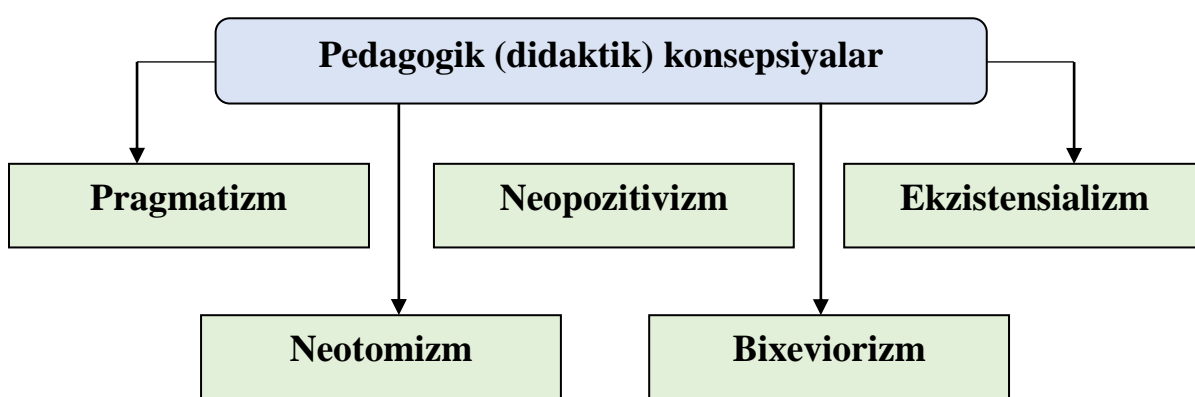 Pedagogik (didaktik) konsepsiyalar
Pragmatizm
Neopozitivizm
Ekzistensializm
Neotomizm
Bixeviorizm